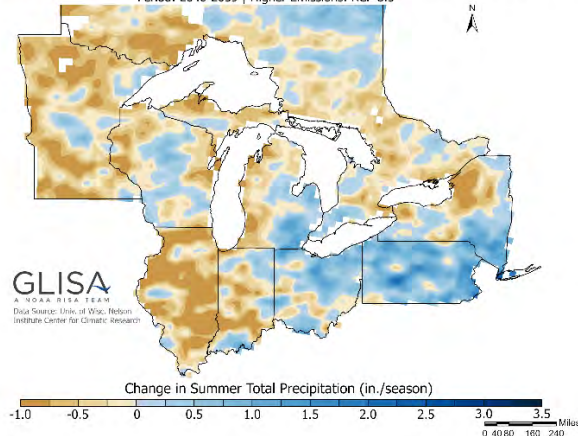 N
GLISA
A NOAA RISA TEAM
Data Source: Univ. of Wisc. Nelson
Institute Center for Climatic Research
Change in Summer Total Precipitation (in./season)
-1.0 -0.5 0 0.5 1.0 1.5 2.0 2.5 3.0 3.5
Miles
0 40 80 160 240